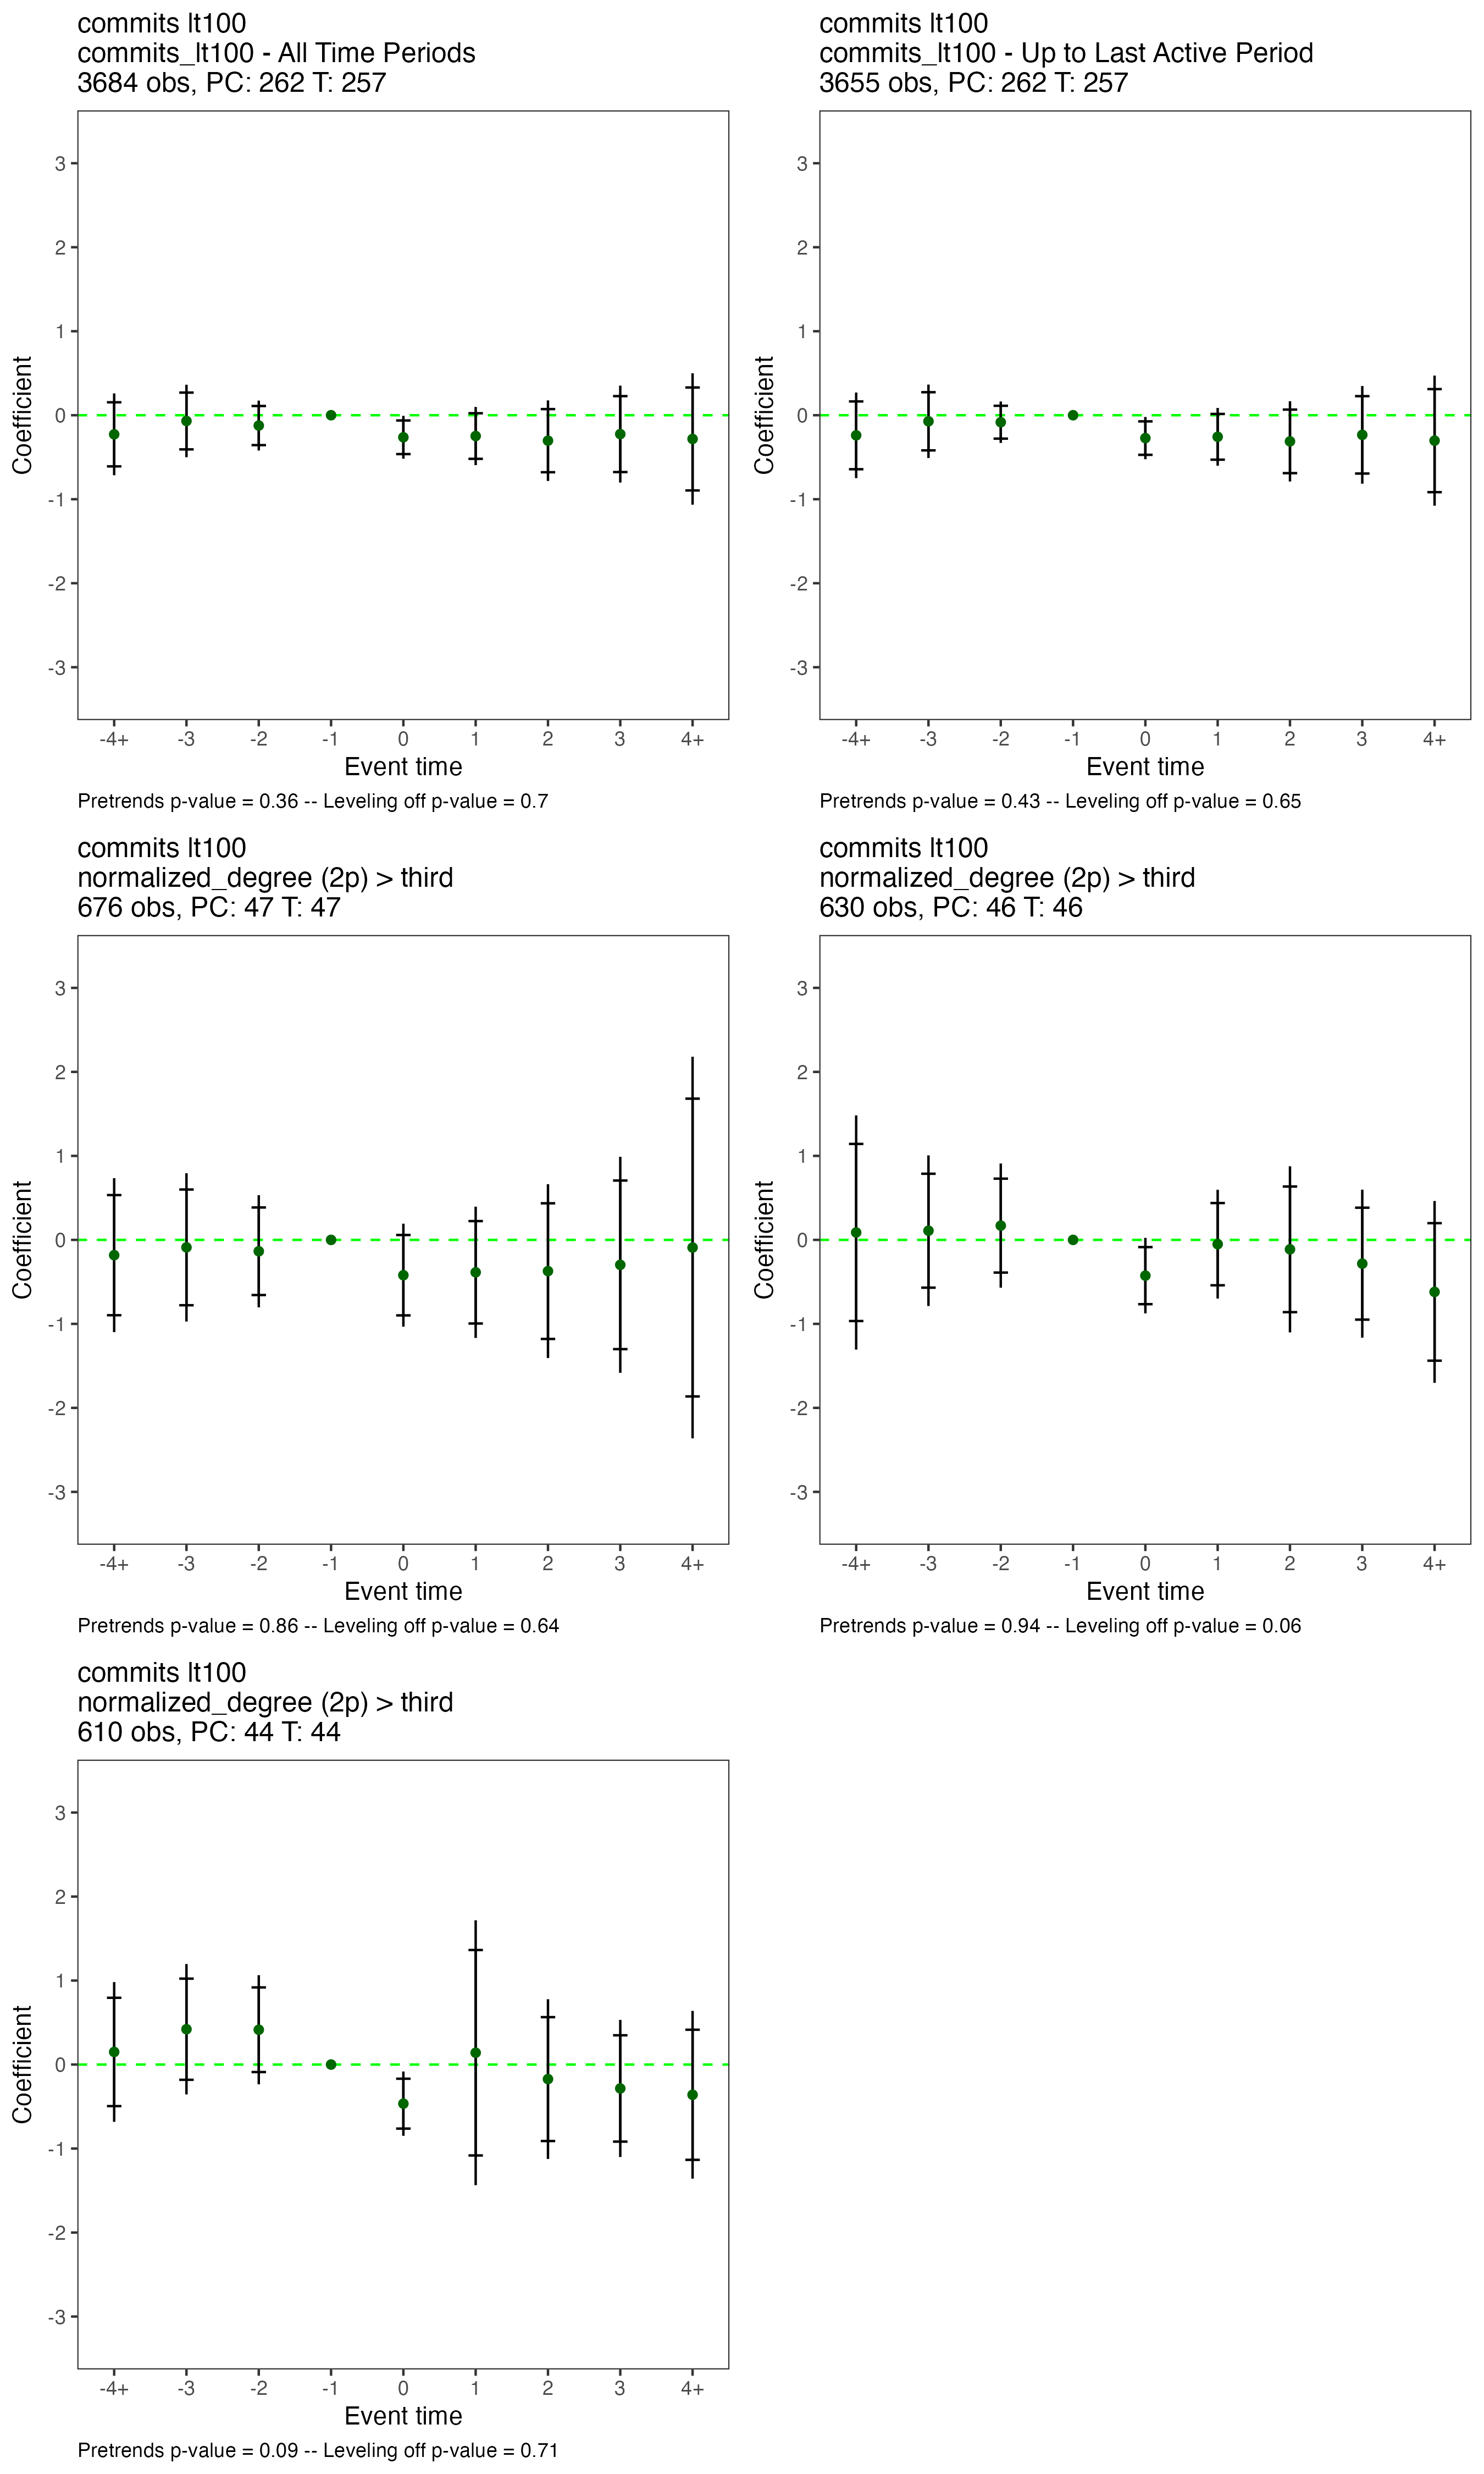 commits lt100
commits_lt100 - All Time Periods
3684 obs, PC: 262 T: 257
3
2
1
0
-1
-2
-3
Coefficient
-4+ -3 -2 -1 0 1 2 3 4+
Event time
Pretrends p-value = 0.36 -- Leveling off p-value = 0.7
commits lt100
commits_lt100 - Up to Last Active Period
3655 obs, PC: 262 T: 257
3
2
1
0
-1
-2
-3
Coefficient
-4+ -3 -2 -1 0 1 2 3 4+
Event time
Pretrends p-value = 0.43 -- Leveling off p-value = 0.65
commits lt100
normalized_degree (2p) > third
676 obs, PC: 47 T: 47
3
2
1
0
-1
-2
-3
Coefficient
-4+ -3 -2 -1 0 1 2 3 4+
Event time
Pretrends p-value = 0.86 -- Leveling off p-value = 0.64
commits lt100
normalized_degree (2p) > third
630 obs, PC: 46 T: 46
3
2
1
0
-1
-2
-3
Coefficient
-4+ -3 -2 -1 0 1 2 3 4+
Event time
Pretrends p-value = 0.94 -- Leveling off p-value = 0.06
commits lt100
normalized_degree (2p) > third
610 obs, PC: 44 T: 44
3
2
1
0
-1
-2
-3
Coefficient
-4+ -3 -2 -1 0 1 2 3 4+
Event time
Pretrends p-value = 0.09 -- Leveling off p-value = 0.71